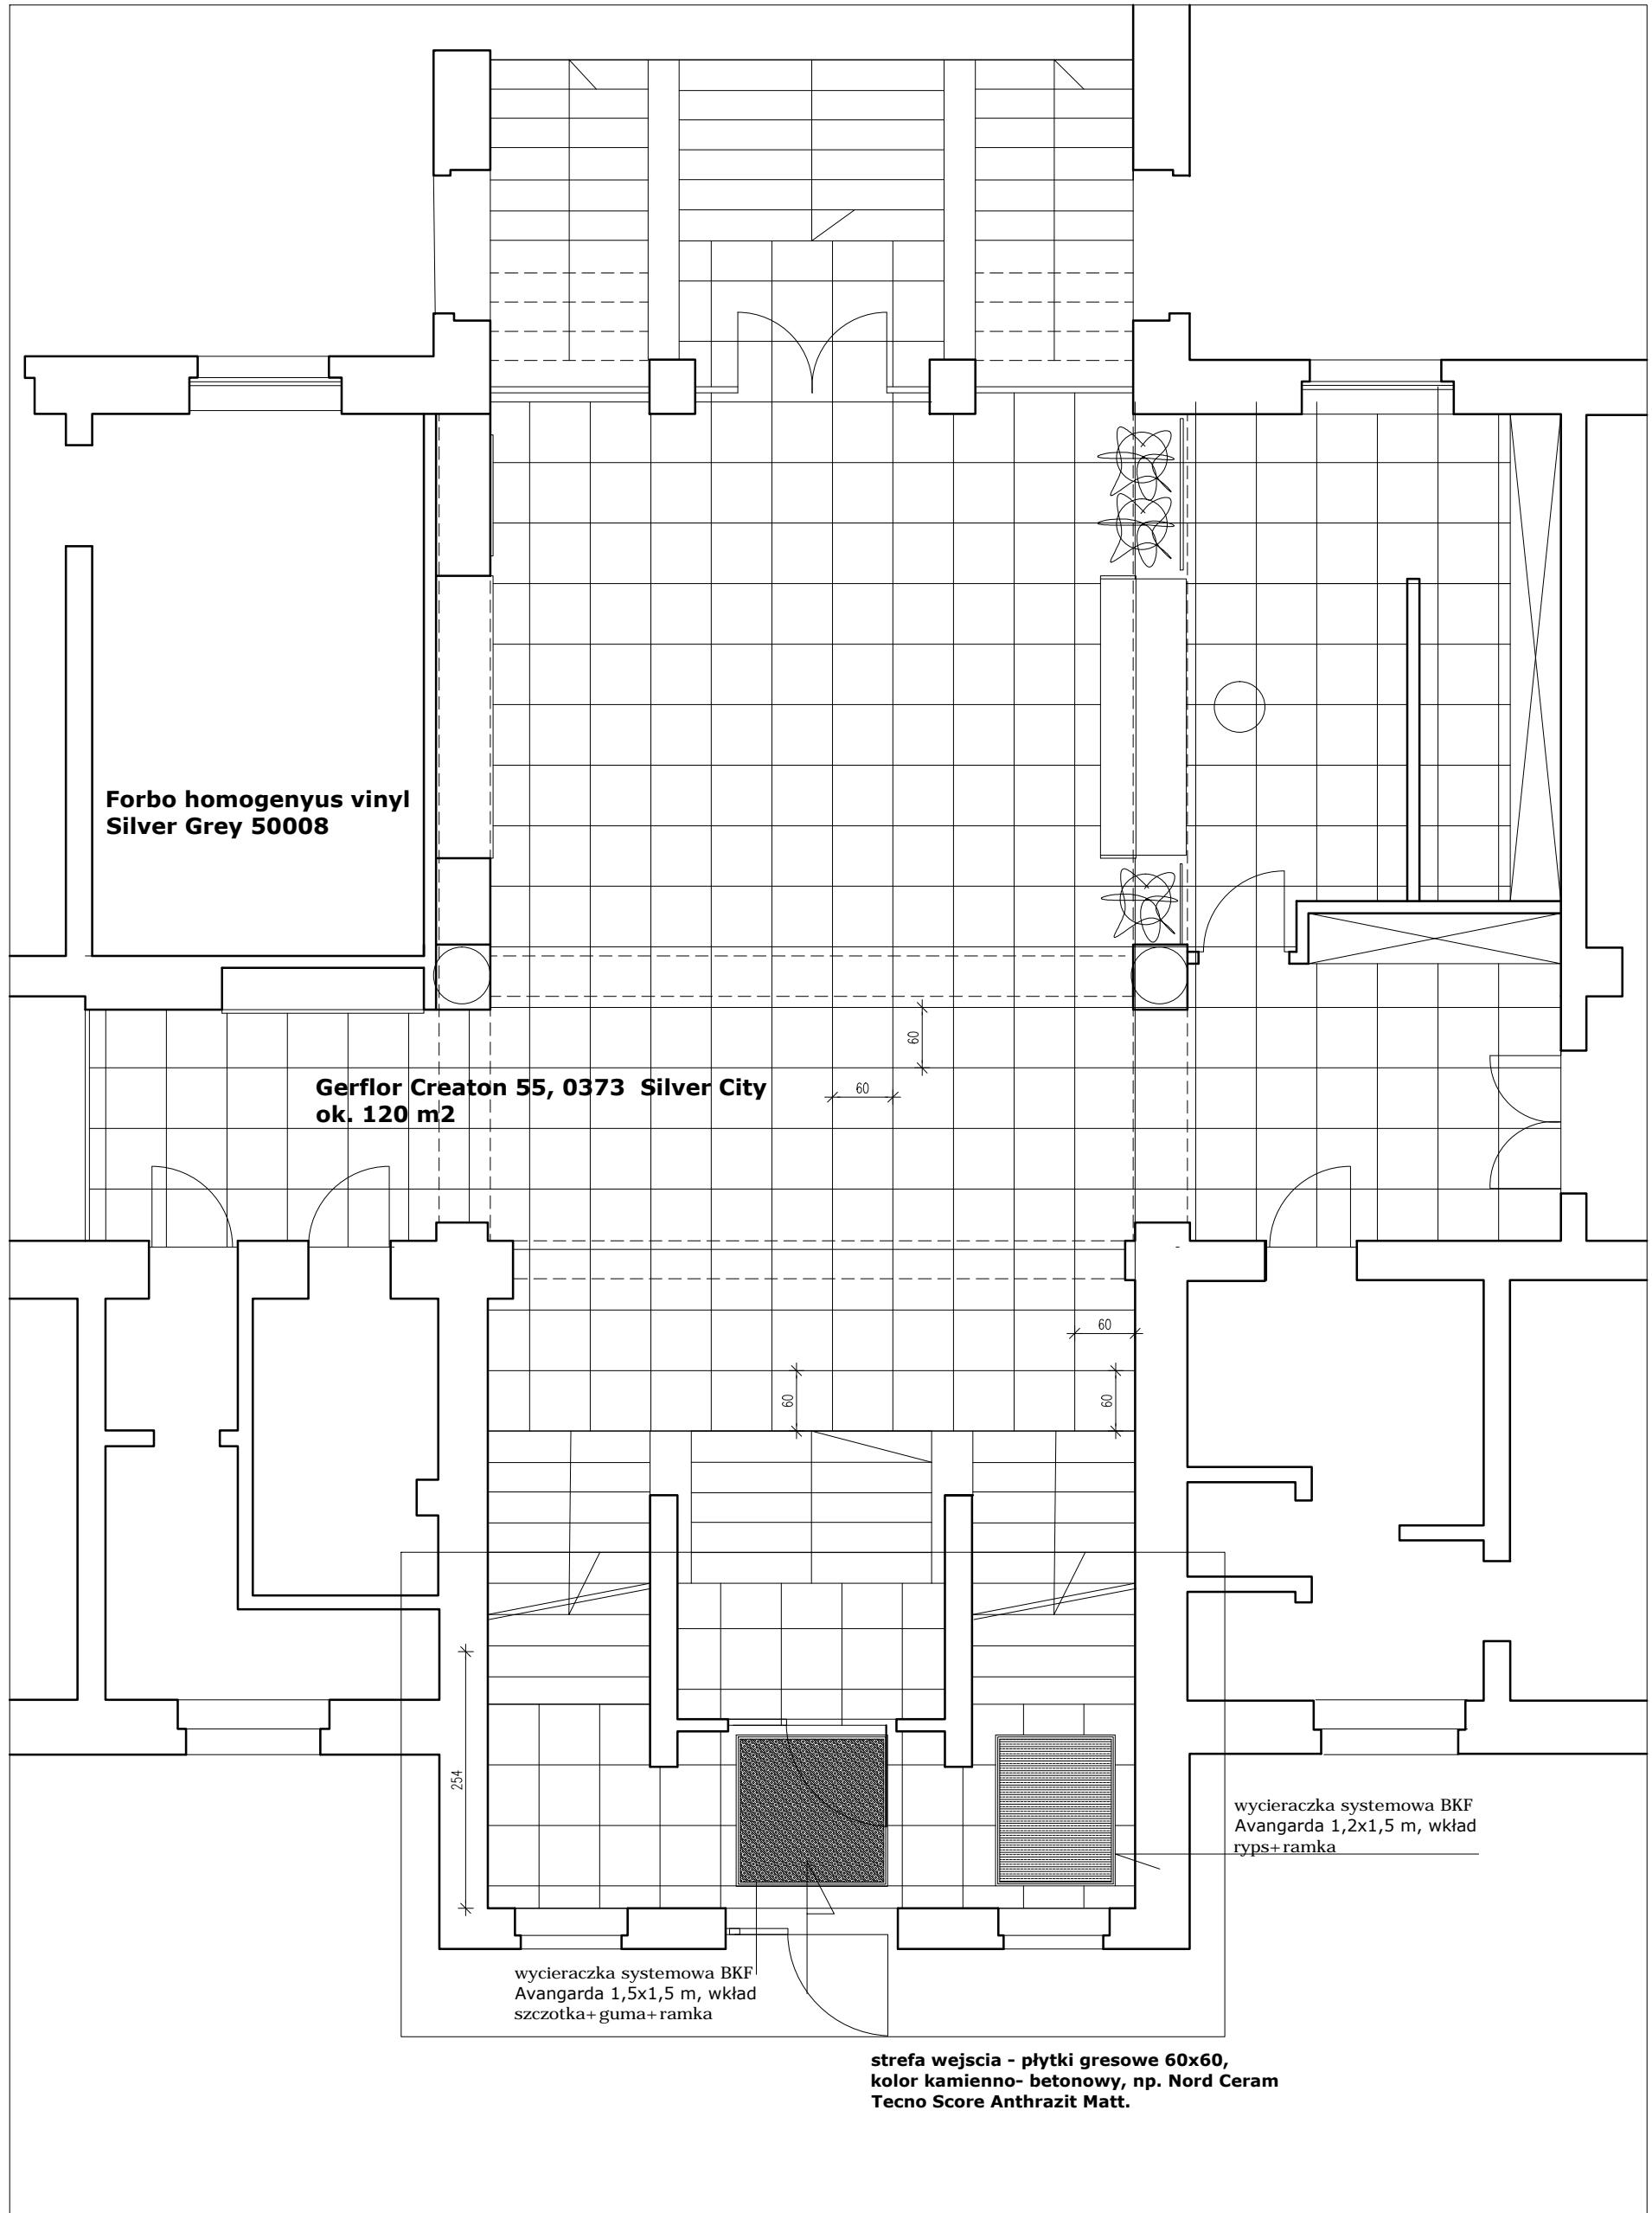 Forbo homogenyus vinyl
Silver Grey 50008
60
Gerflor Creaton 55, 0373  Silver City
ok. 120 m2
60
60
60
60
254
wycieraczka systemowa BKF
Avangarda 1,2x1,5 m, wkład
ryps+ramka
wycieraczka systemowa BKF
Avangarda 1,5x1,5 m, wkład
szczotka+guma+ramka
strefa wejscia - płytki gresowe 60x60,
kolor kamienno- betonowy, np. Nord Ceram
Tecno Score Anthrazit Matt.